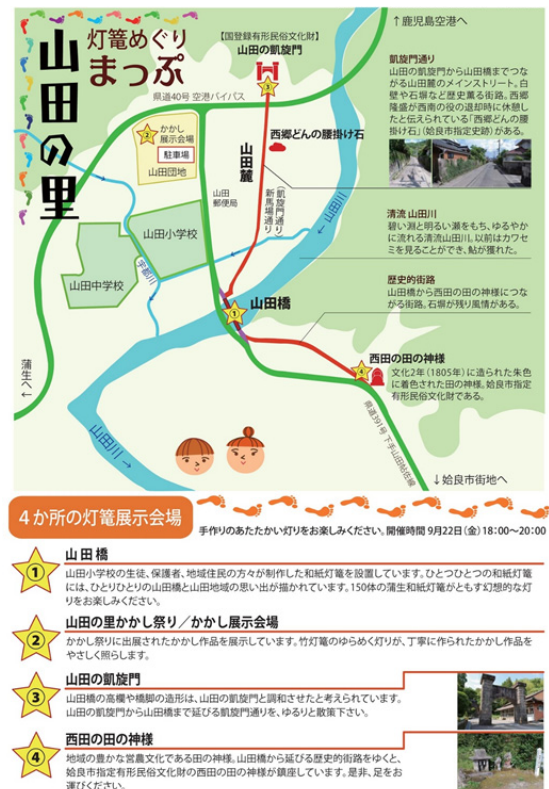 山田の里
灯籠めぐり
まっぷ
↑鹿児島空港へ
【国登録有形民俗文化財】
山田の凱旋門
③
県道40号 空港バイパス
凱旋門通り
山田の凱旋門から山田橋までつな
がる山田麓のメインストリート。白
壁や石塀など歴史薫る街路。西郷
隆盛が西南の役の退却時に休憩し
たと伝えられている「西郷どんの腰
掛け石」（姶良市指定史跡）がある。
②
かかし
展示会場
駐車場
山田団地
山田麓
西郷どんの腰掛け石
山田
郵便局
（凱旋門通り）
新馬場通り
←山田川
清流 山田川
碧い淵と明るい瀬をもち、ゆるやか
に流れる清流山田川。以前はカワセ
ミを見ることができ、鮎が獲れた。
山田小学校
山田中学校
宇都川
歴史的街路
山田橋から西田の田の神様につな
がる街路。石塀が残り風情がある。
山田橋
①
西田の田の神様
④
文化2年（1805年）に造られた朱色
に着色された田の神様。姶良市指定
有形民俗文化財である。
蒲生へ←
山田川→
県道391号 下手山田帖佐線
↓姶良市街地へ
4か所の灯篭展示会場
手作りのあたたかい灯りをお楽しみください。開催時間 9月22日（金）18:00～20:00
①
山田橋
山田小学校の生徒、保護者、地域住民の方々が制作した和紙灯篭を設置しています。ひとつひとつの和紙灯篭
には、ひとりひとりの山田橋と山田地域の思い出が描かれています。150体の蒲生和紙灯篭がともす幻想的な灯
りをお楽しみください。
②
山田の里かかし祭り／かかし展示会場
かかし祭りに出展されたかかし作品を展示しています。竹灯篭のゆらめく灯りが、丁寧に作られたかかし作品を
やさしく照らします。
③
山田の凱旋門
山田橋の高欄や橋脚の造形は、山田の凱旋門と調和させたと考えられています。
山田の凱旋門から山田橋まで延びる凱旋門通りを、ゆるりと散策下さい。
④
西田の田の神様
地域の豊かな営農文化である田の神様。山田橋から延びる歴史的街路をゆくと、
姶良市指定有形民俗文化財の西田の田の神様が鎮座しています。是非、足をお
運びください。